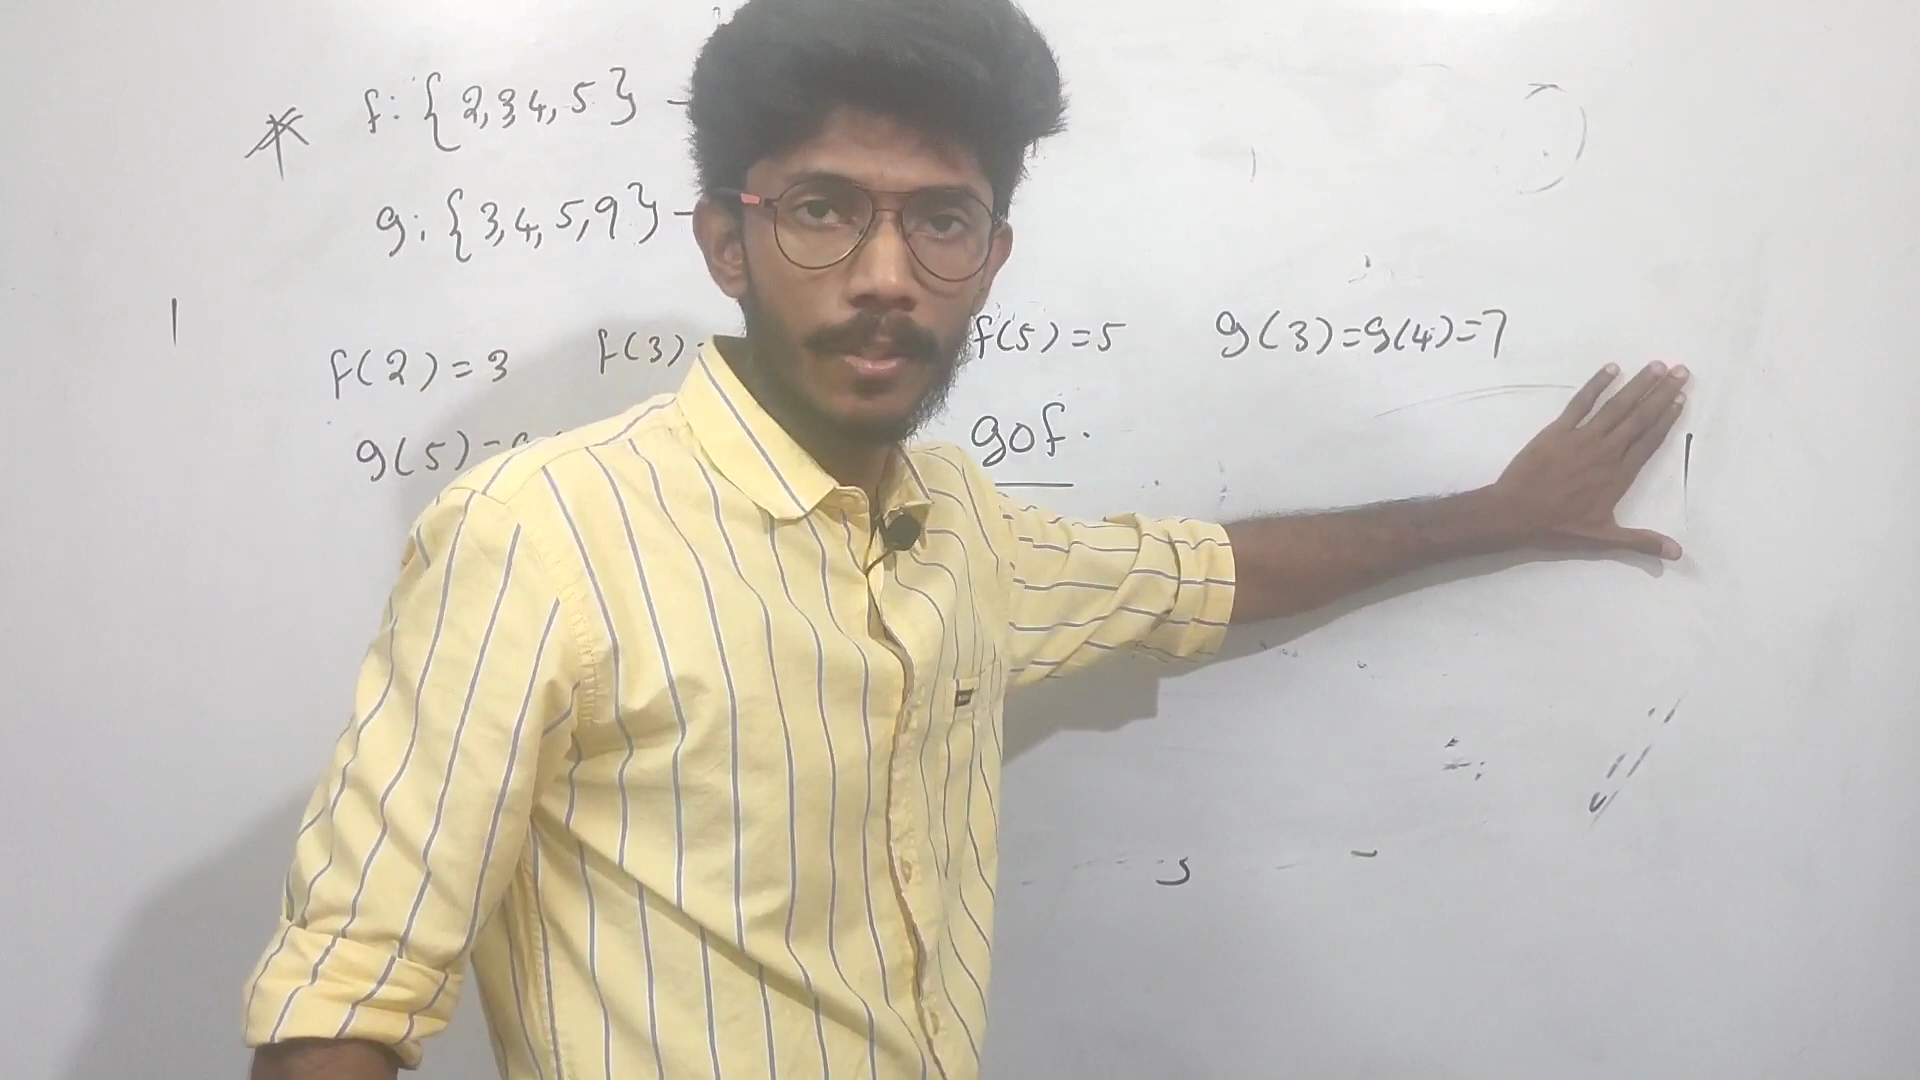 * f: {2,3,4,5} -
g: {3,4,5,9} -
f(2)=3 f(3)= f(5)=5 g(3)=g(4)=7
g(5)= gof.